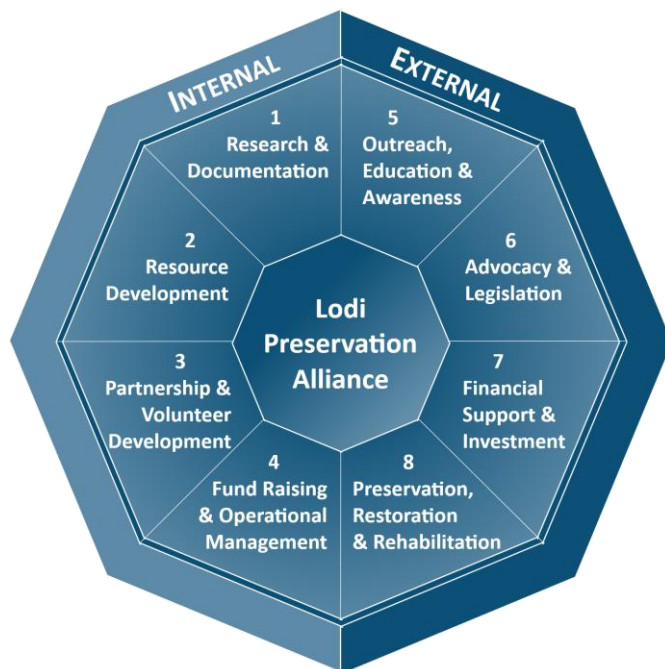 INTERNAL
EXTERNAL
1
Research &
Documentation
2
Resource
Development
3
Partnership &
Volunteer
Development
4
Fund Raising
& Operational
Management
5
Outreach,
Education &
Awareness
6
Advocacy &
Legislation
7
Financial
Support &
Investment
8
Preservation,
Restoration
& Rehabilitation
Lodi
Preservation
Alliance